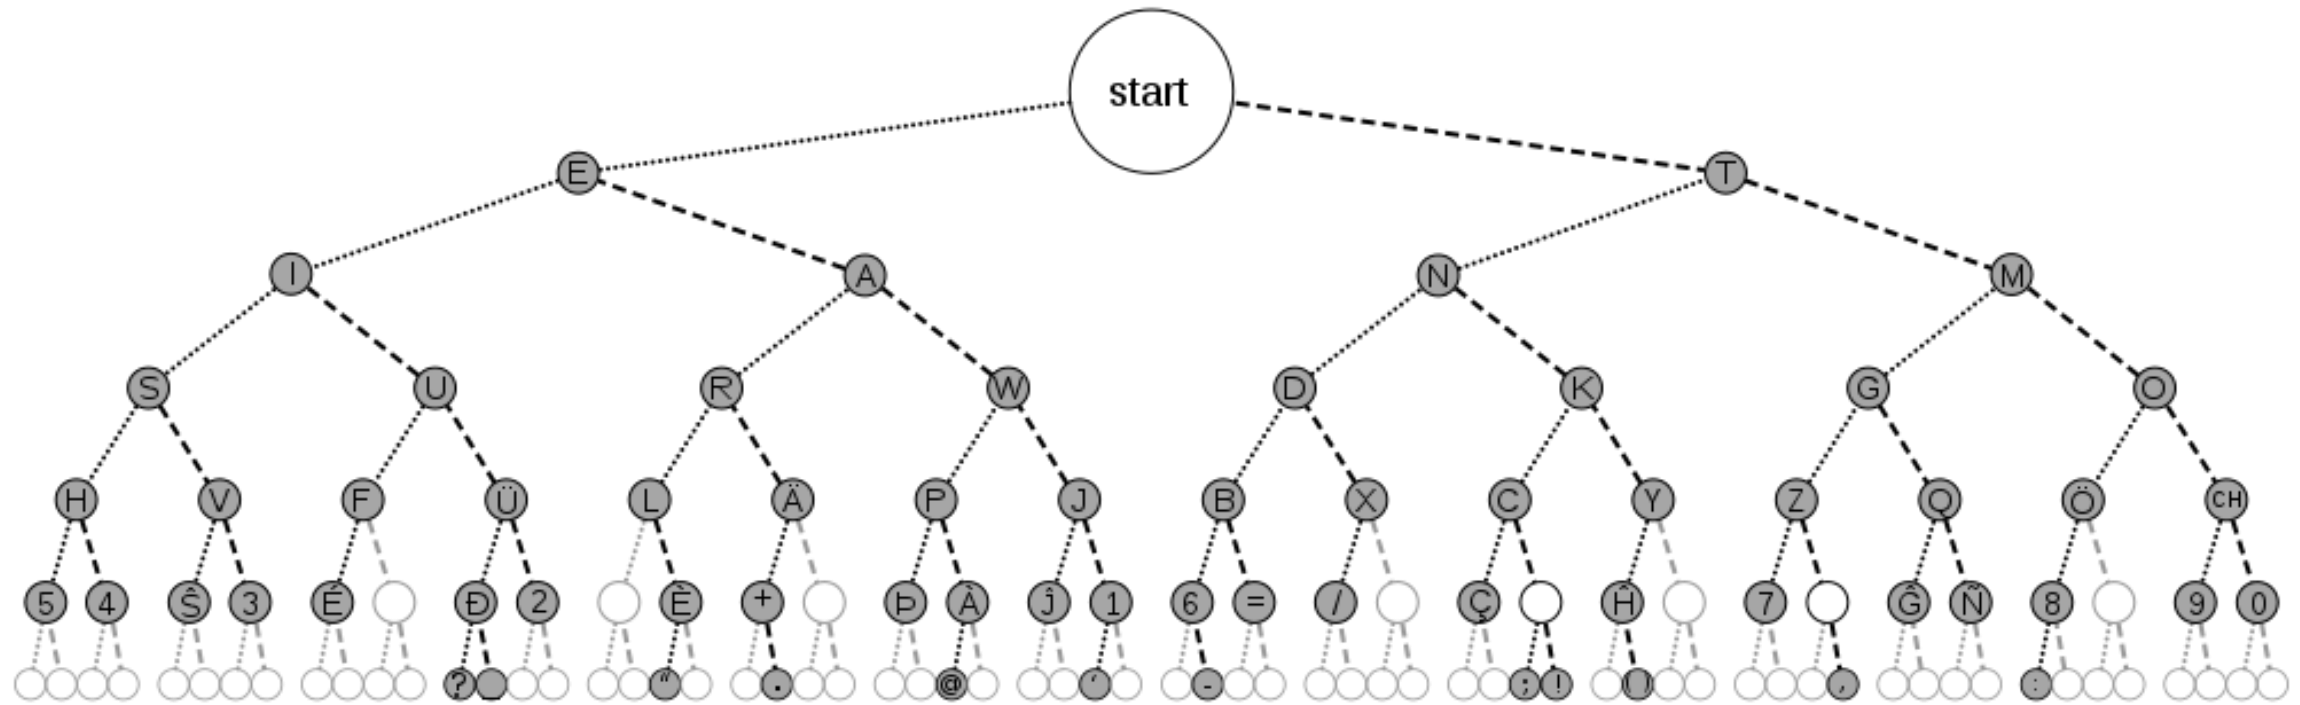 start
E T
I A N M
S U R W D K G O
H V F Ü L Ä P J B X C Y Z Q Ö CH
5 4 Ŝ 3 É Đ 2 È + Þ À Ĵ 1 6 = / Ç Ĥ 7 Ĝ Ñ 8 9 0
? _ " . @ ' - ; ! () , :